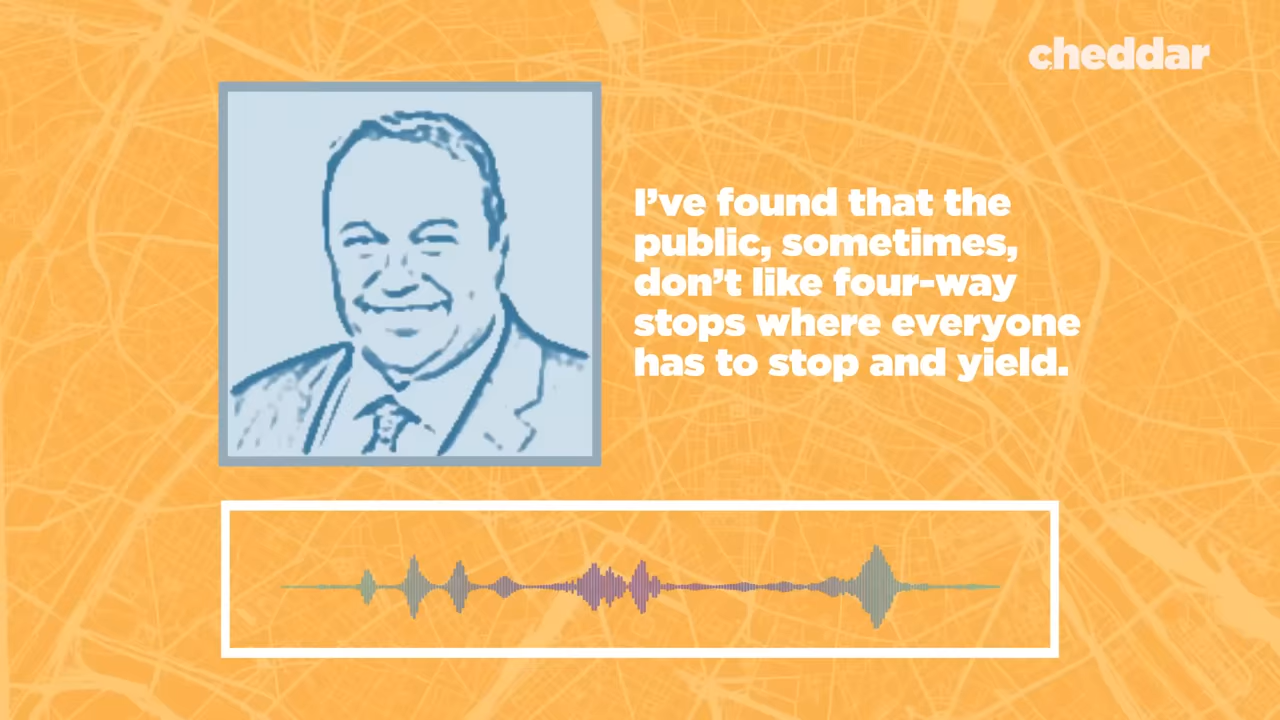 cheddar
I’ve found that the
public, sometimes,
don’t like four-way
stops where everyone
has to stop and yield.